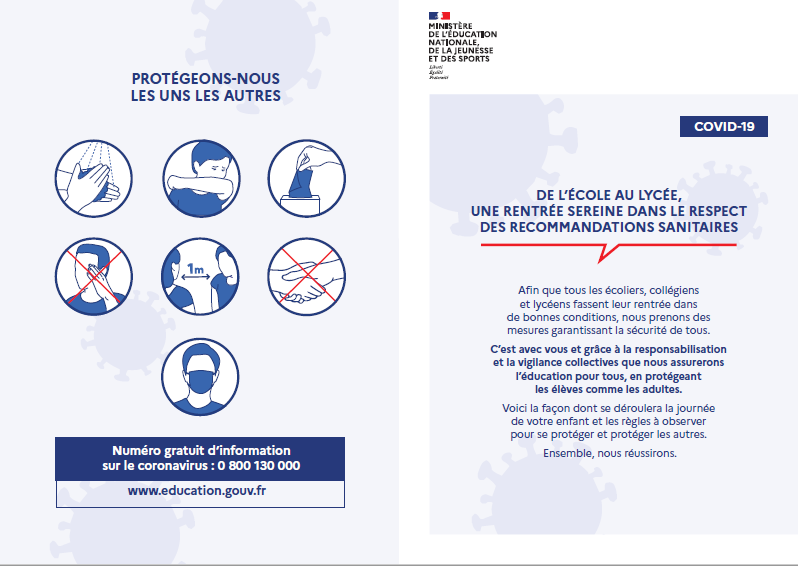 PROTÉGEONS-NOUS
LES UNS LES AUTRES
1m
Numéro gratuit d'information
sur le coronavirus : 0 800 130 000
www.education.gouv.fr
MINISTÈRE
DE L'ÉDUCATION
NATIONALE,
DE LA JEUNESSE
ET DES SPORTS
Liberté
Égalité
Fraternité
COVID-19
DE L'ÉCOLE AU LYCÉE,
UNE RENTRÉE SEREINE DANS LE RESPECT
DES RECOMMANDATIONS SANITAIRES
Afin que tous les écoliers, collégiens
et lycéens fassent leur rentrée dans
de bonnes conditions, nous prenons des
mesures garantissant la sécurité de tous.
C'est avec vous et grâce à la responsabilisation
et la vigilance collectives que nous assurerons
l'éducation pour tous, en protégeant
les élèves comme les adultes.
Voici la façon dont se déroulera la journée
de votre enfant et les règles à observer
pour se protéger et protéger les autres.
Ensemble, nous réussirons.